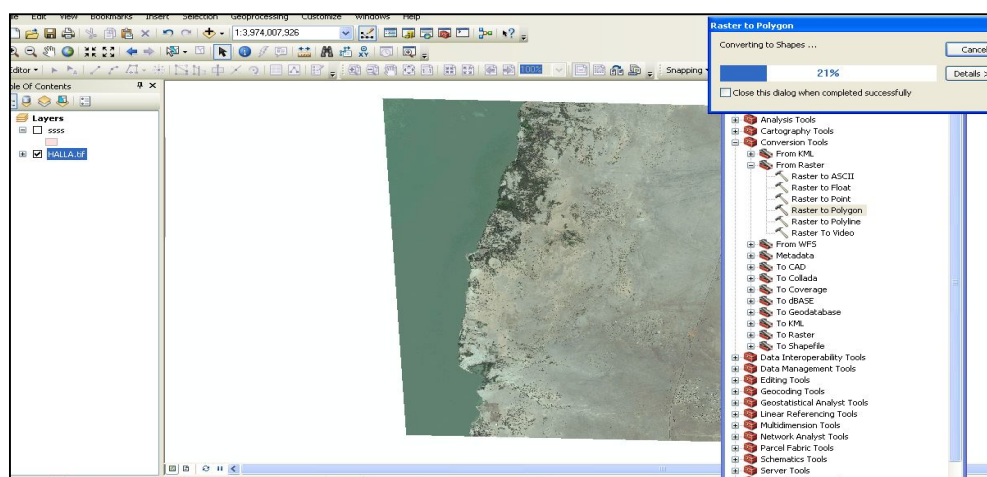 Edit View Bookmarks Insert Selection Geoprocessing Customize Windows Help
1:3,974,007,926
Editor
100%
Snapping
Table Of Contents
Layers
ssss
HALLA.tif
Raster to Polygon
Converting to Shapes ...
Cancel
21%
Details >
Close this dialog when completed successfully
Analysis Tools
Cartography Tools
Conversion Tools
From KML
From Raster
Raster to ASCII
Raster to Float
Raster to Point
Raster to Polygon
Raster to Polyline
Raster To Video
From WFS
Metadata
To CAD
To Collada
To Coverage
To dBASE
To Geodatabase
To KML
To Raster
To Shapefile
Data Interoperability Tools
Data Management Tools
Editing Tools
Geocoding Tools
Geostatistical Analyst Tools
Linear Referencing Tools
Multidimension Tools
Network Analyst Tools
Parcel Fabric Tools
Schematics Tools
Server Tools